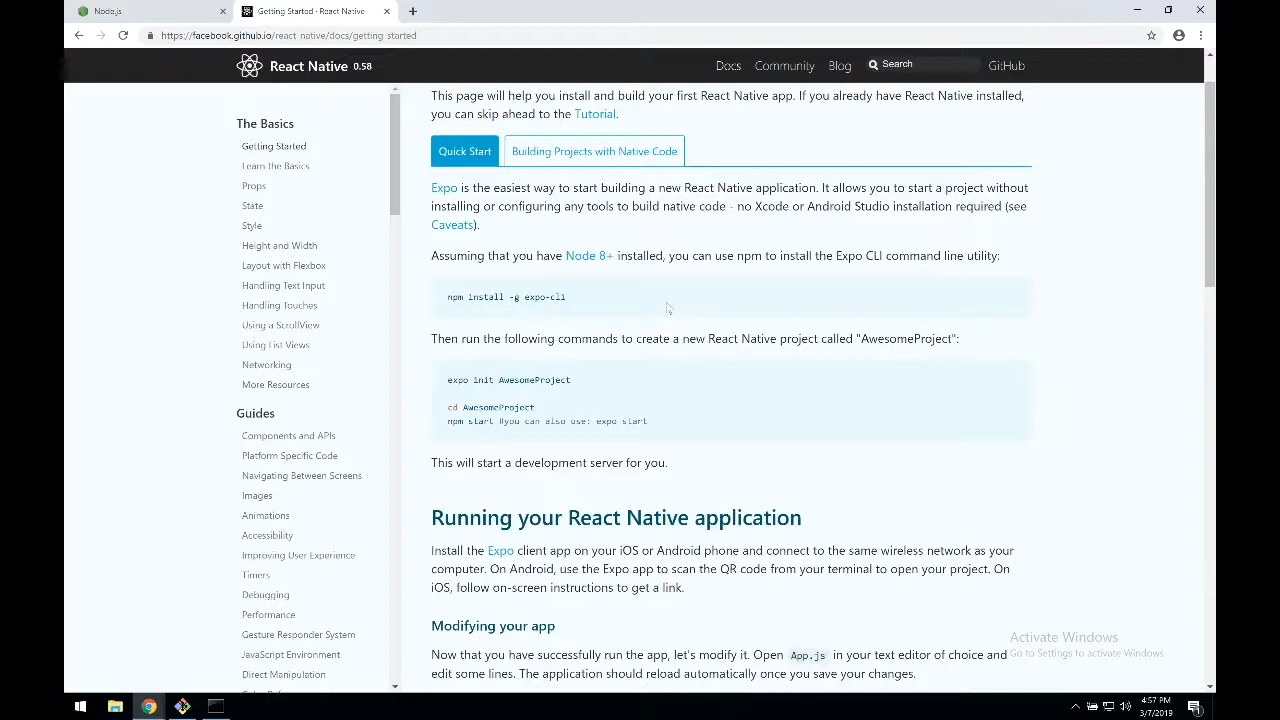 Node.js
Getting Started · React Native
https://facebook.github.io/react-native/docs/getting-started
React Native 0.58
Docs
Community
Blog
Search
GitHub
The Basics
Getting Started
Learn the Basics
Props
State
Style
Height and Width
Layout with Flexbox
Handling Text Input
Handling Touches
Using a ScrollView
Using List Views
Networking
More Resources
Guides
Components and APIs
Platform Specific Code
Navigating Between Screens
Images
Animations
Accessibility
Improving User Experience
Timers
Debugging
Performance
Gesture Responder System
JavaScript Environment
Direct Manipulation
This page will help you install and build your first React Native app. If you already have React Native installed,
you can skip ahead to the Tutorial.
Quick Start
Building Projects with Native Code
Expo is the easiest way to start building a new React Native application. It allows you to start a project without
installing or configuring any tools to build native code - no Xcode or Android Studio installation required (see
Caveats).
Assuming that you have Node 8+ installed, you can use npm to install the Expo CLI command line utility:
npm install -g expo-cli
Then run the following commands to create a new React Native project called "AwesomeProject":
expo init AwesomeProject
cd AwesomeProject
npm start #you can also use: expo start
This will start a development server for you.
Running your React Native application
Install the Expo client app on your iOS or Android phone and connect to the same wireless network as your
computer. On Android, use the Expo app to scan the QR code from your terminal to open your project. On
iOS, follow on-screen instructions to get a link.
Modifying your app
Now that you have successfully run the app, let's modify it. Open App.js in your text editor of choice and
edit some lines. The application should reload automatically once you save your changes.
Activate Windows
Go to Settings to activate Windows.
4:57 PM
3/7/2019